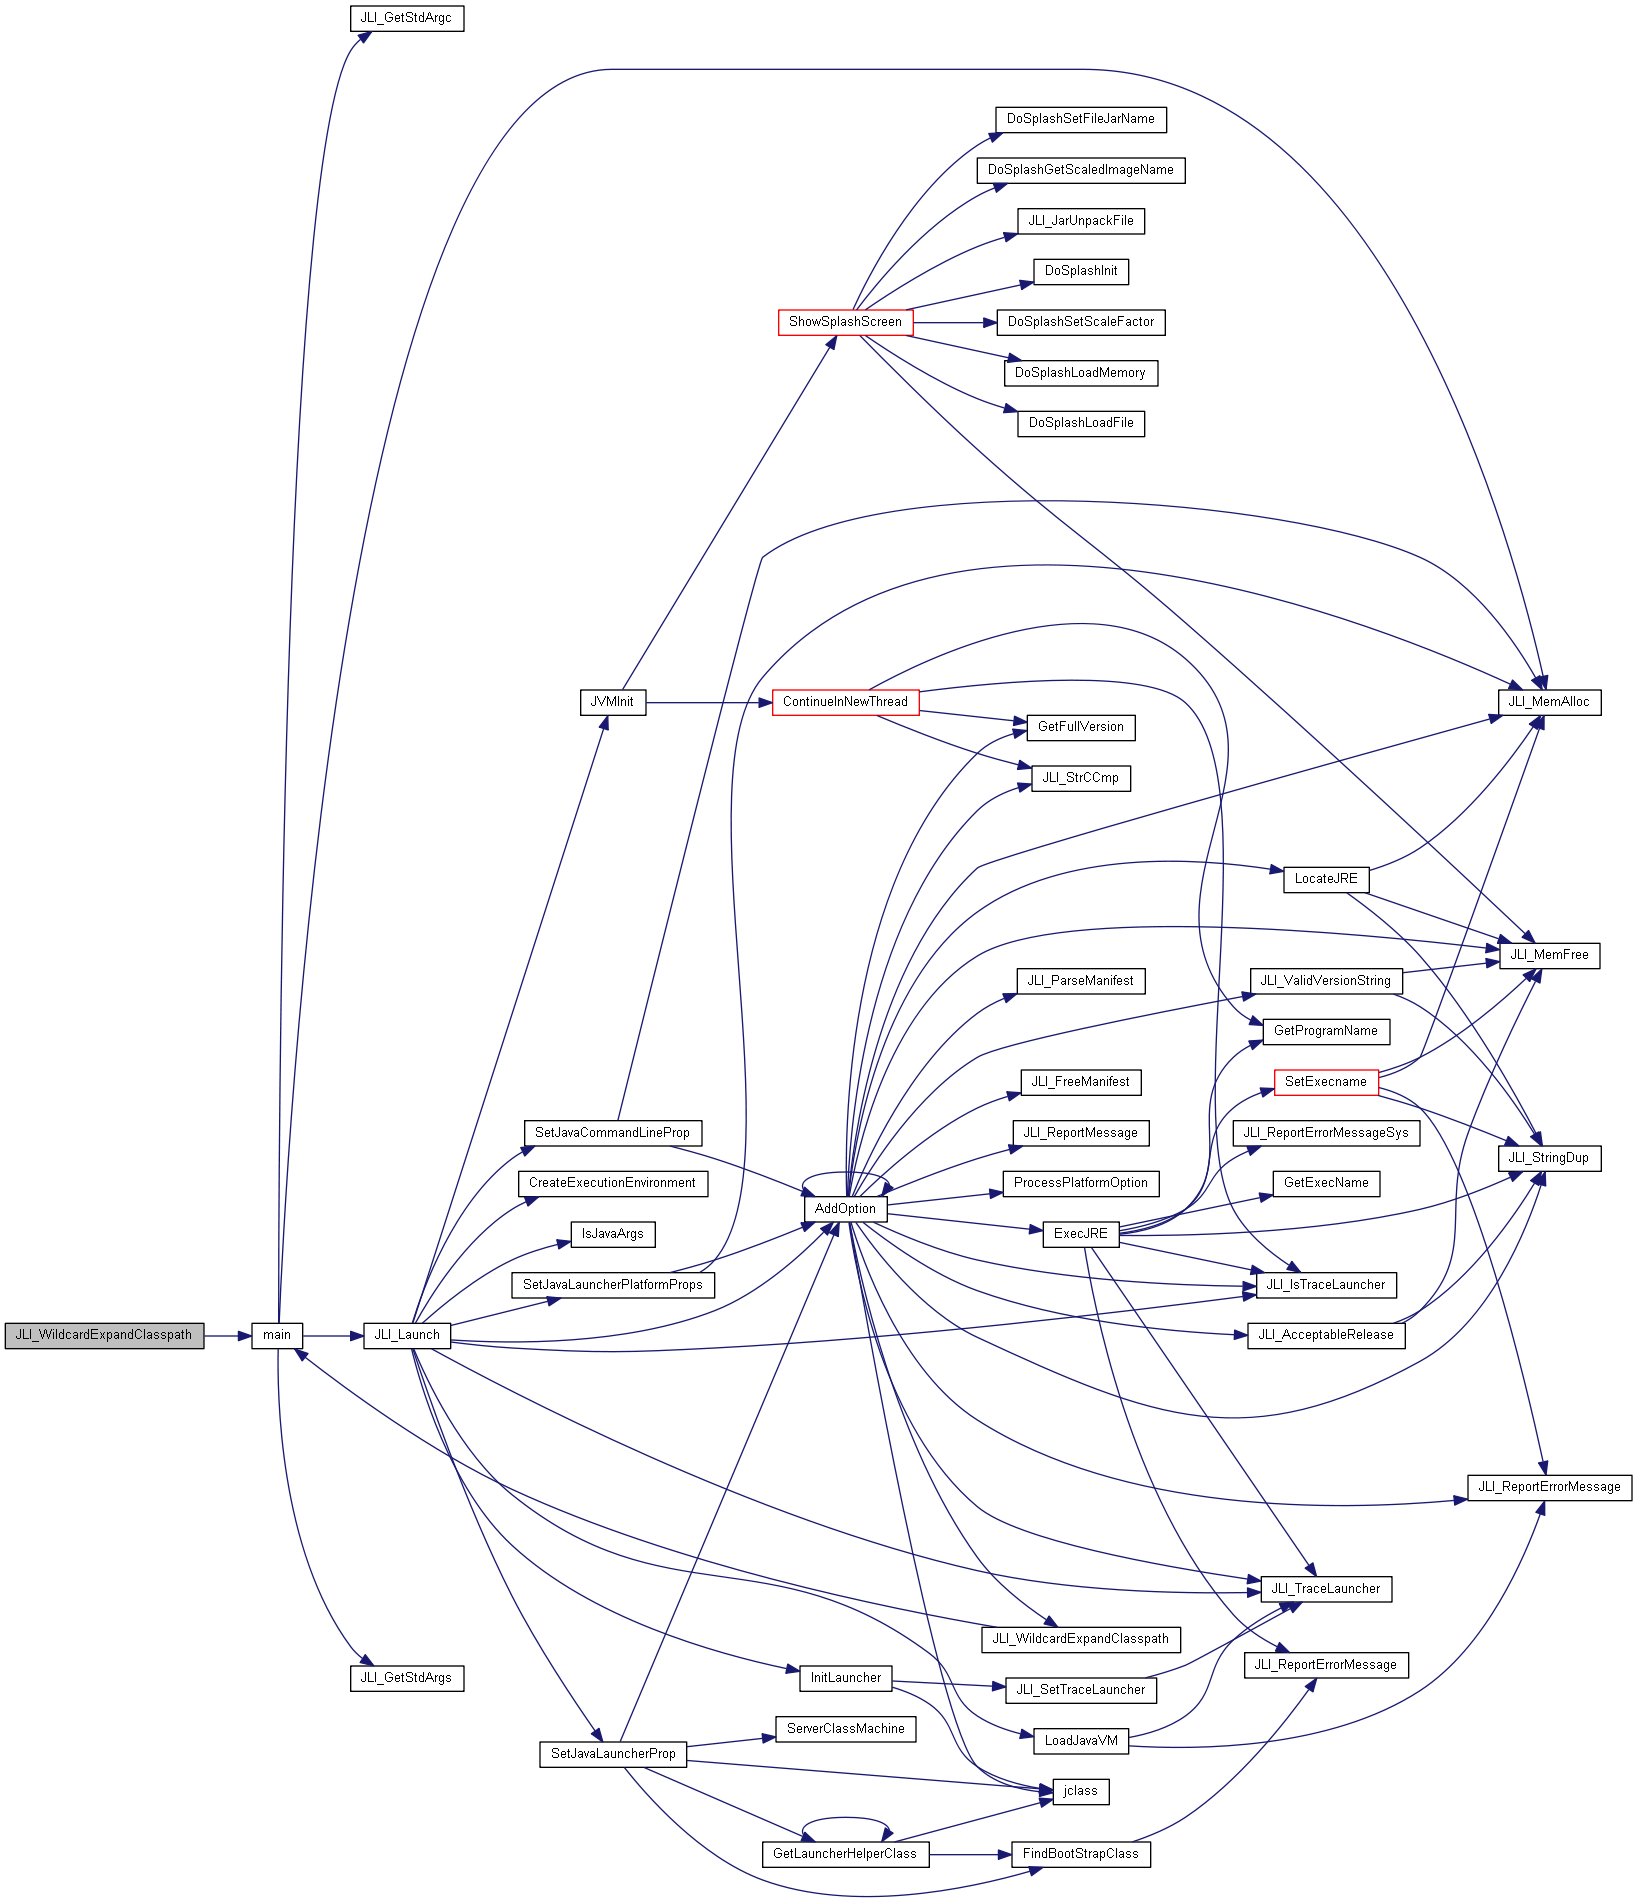 JLI_GetStdArgc
DoSplashSetFileJarName
DoSplashGetScaledImageName
JLI_JarUnpackFile
DoSplashInit
ShowSplashScreen
DoSplashSetScaleFactor
DoSplashLoadMemory
DoSplashLoadFile
JVMInit
ContinueInNewThread
JLI_MemAlloc
GetFullVersion
JLI_StrCCmp
LocateJRE
JLI_MemFree
JLI_ParseManifest
JLI_ValidVersionString
GetProgramName
JLI_FreeManifest
SetExecname
SetJavaCommandLineProp
JLI_ReportMessage
JLI_ReportErrorMessageSys
JLI_StringDup
CreateExecutionEnvironment
ProcessPlatformOption
GetExecName
AddOption
IsJavaArgs
ExecJRE
SetJavaLauncherPlatformProps
JLI_IsTraceLauncher
JLI_WildcardExpandClasspath
main
JLI_Launch
JLI_AcceptableRelease
JLI_ReportErrorMessage
JLI_TraceLauncher
JLI_WildcardExpandClasspath
JLI_ReportErrorMessage
JLI_GetStdArgs
InitLauncher
JLI_SetTraceLauncher
ServerClassMachine
LoadJavaVM
SetJavaLauncherProp
jclass
GetLauncherHelperClass
FindBootStrapClass